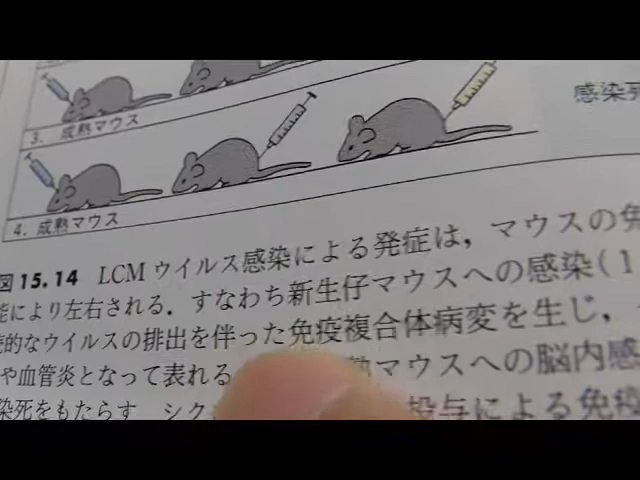 感染死
3. 成熟マウス
4. 成熟マウス
図 15.14 LCM ウイルス感染による発症は，マウスの免
能により左右される．すなわち新生仔マウスへの感染(1
的なウイルスの排出を伴った免疫複合体病変を生じ，
や血管炎となって表れる
マウスへの脳内感
染死をもたらす シク
投与による免疫